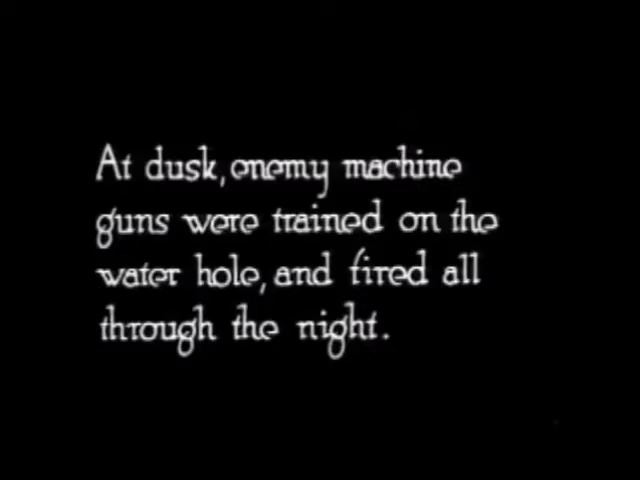 At dusk, enemy machine
guns were trained on the
water hole, and fired all
through the night.